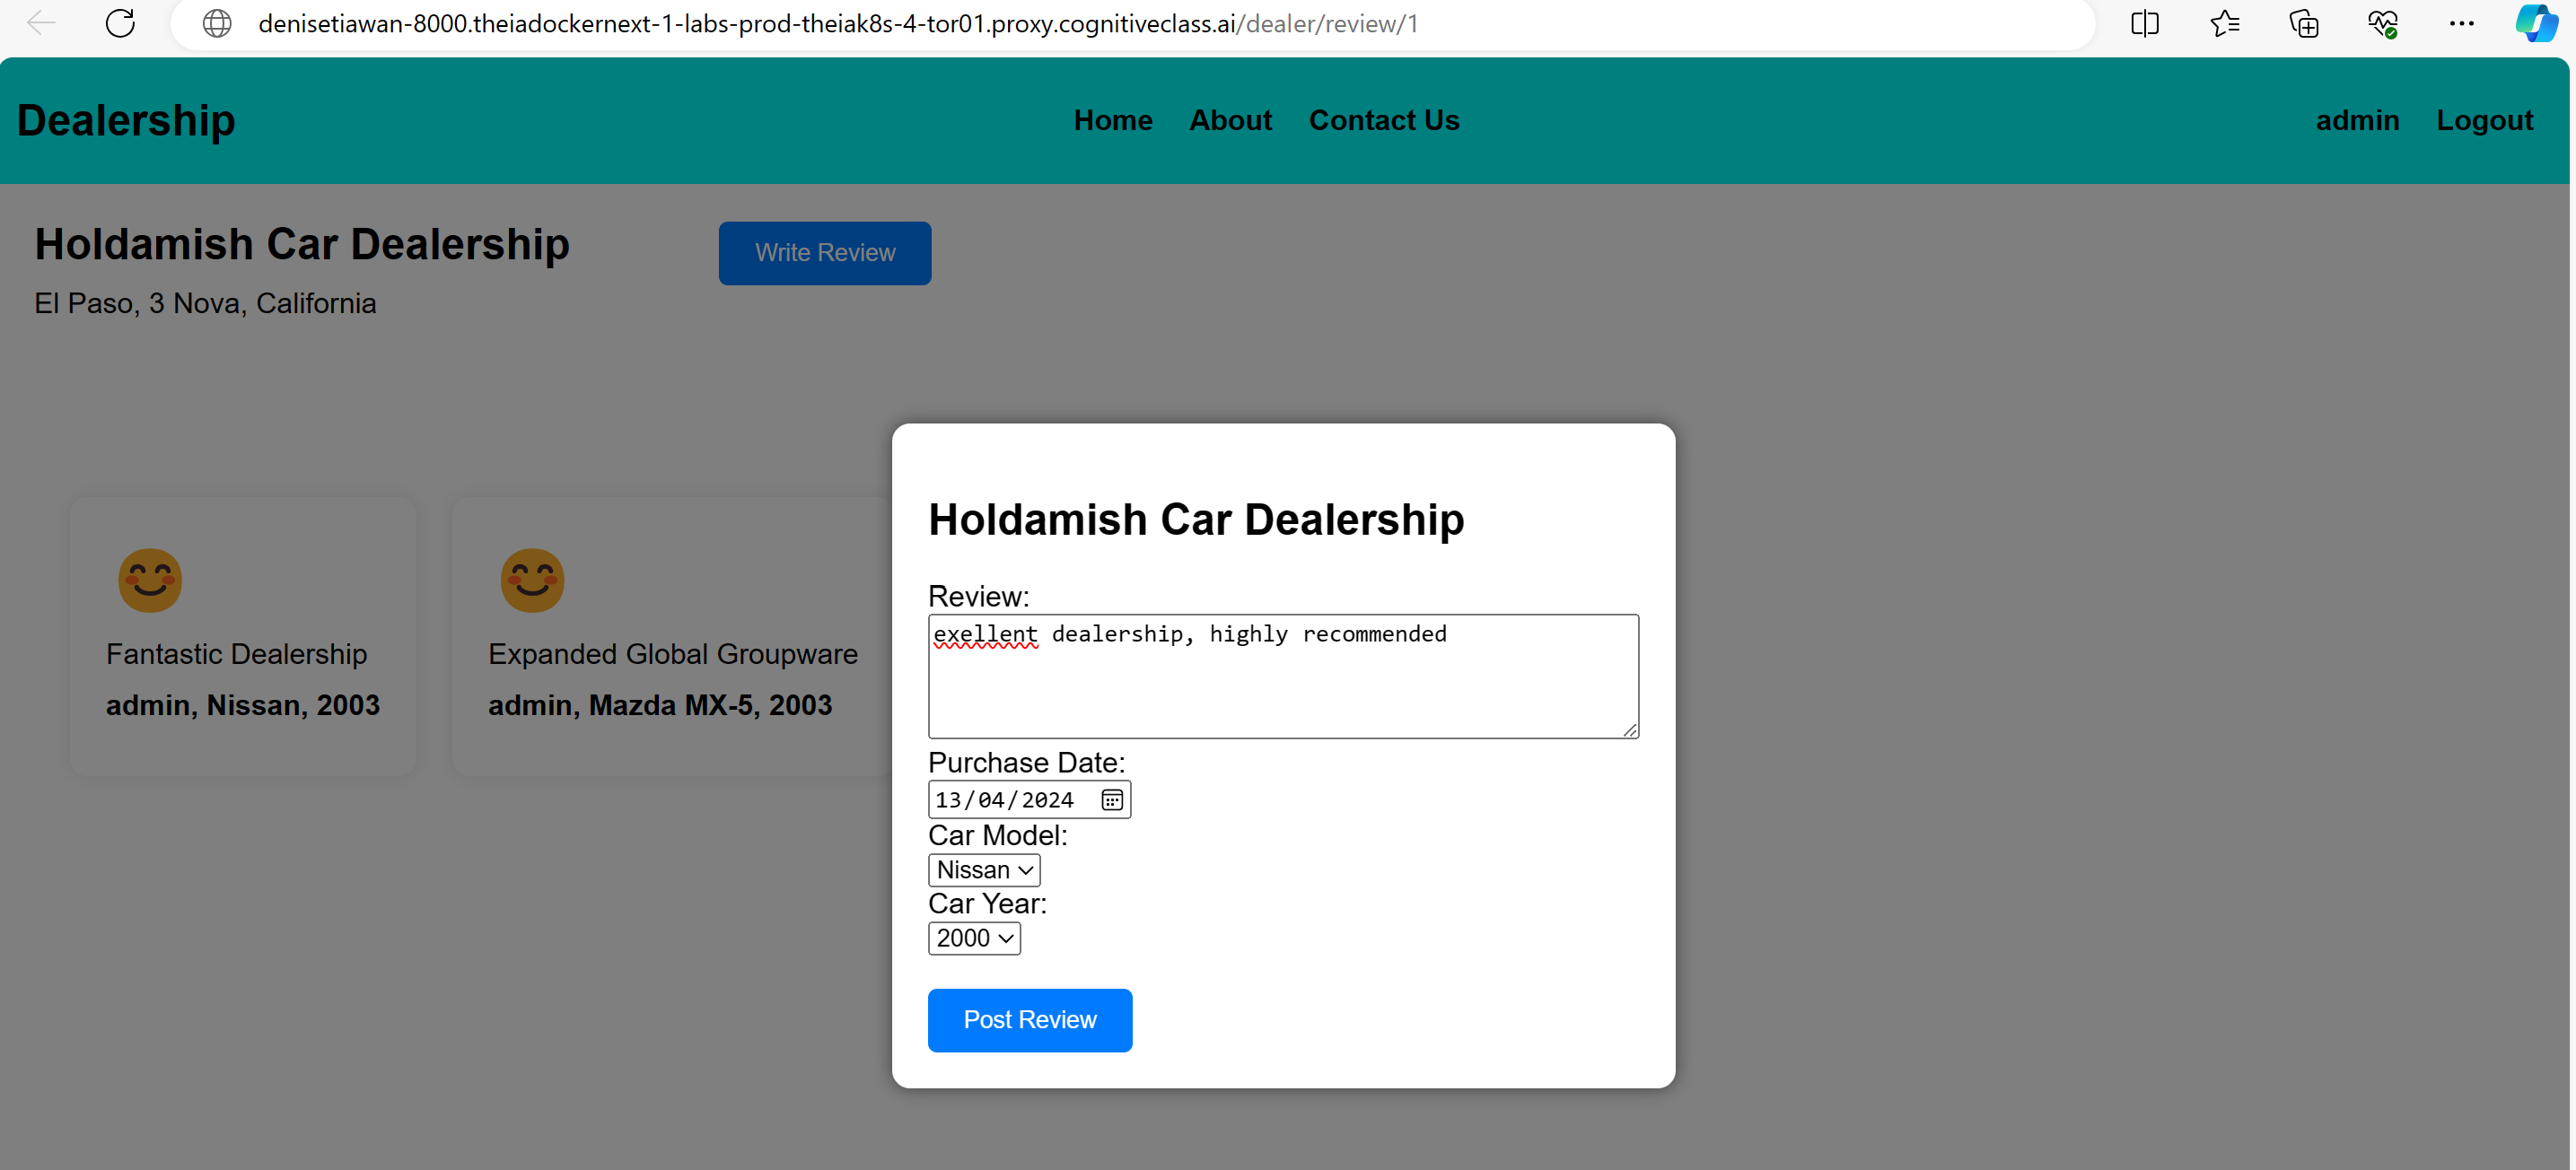 denisetiawan-8000.theiadockernext-1-labs-prod-theiak8s-4-tor01.proxy.cognitiveclass.ai/dealer/review/1
Dealership
Home About Contact Us
admin Logout
Holdamish Car Dealership
Write Review
El Paso, 3 Nova, California
Fantastic Dealership
admin, Nissan, 2003
Expanded Global Groupware
admin, Mazda MX-5, 2003
Holdamish Car Dealership
Review:
exellent dealership, highly recommended
Purchase Date:
13/04/2024
Car Model:
Nissan
Car Year:
2000
Post Review